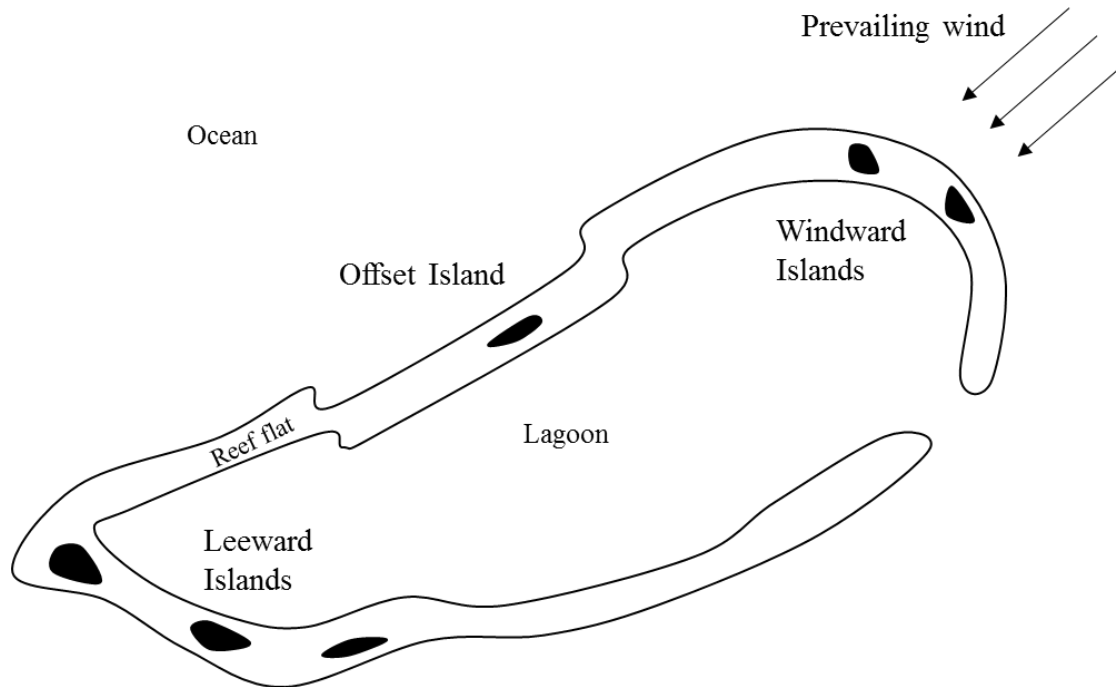 Prevailing wind
Ocean
Windward
Islands
Offset Island
Reef flat
Lagoon
Leeward
Islands